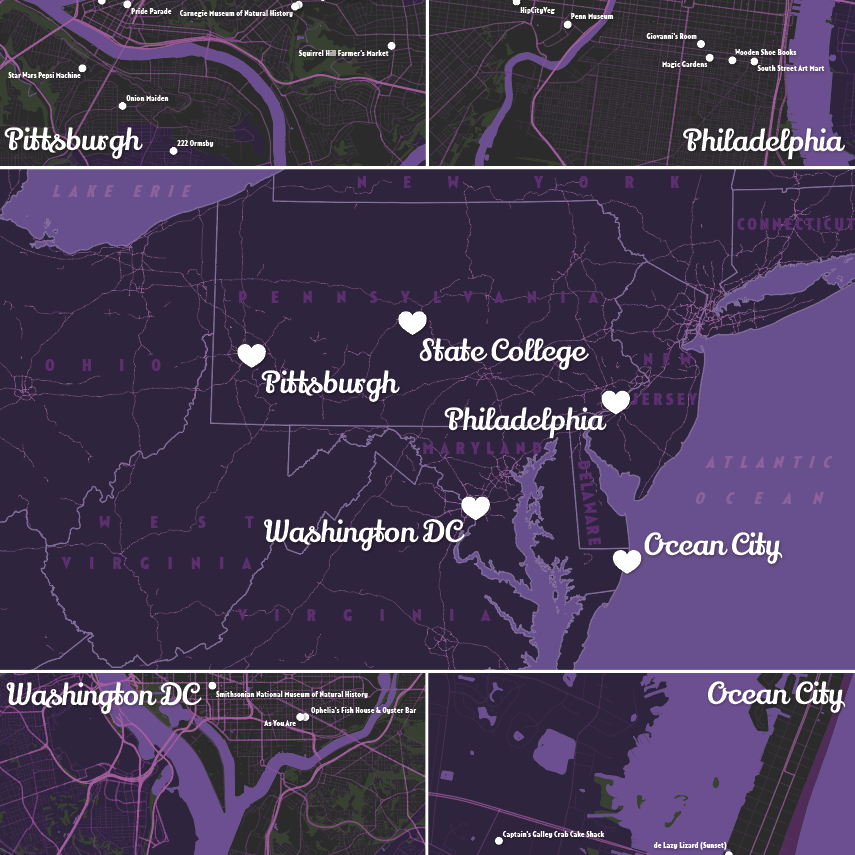 Pride Parade
Carnegie Museum of Natural History
Squirrel Hill Farmer's Market
Star Wars Pepsi Machine
Onion Maiden
222 Ormsby
Pittsburgh
HipCityVeg
Penn Museum
Giovanni's Room
Magic Gardens
Wooden Shoe Books
South Street Art Mart
Philadelphia
LAKE ERIE
NEW YORK
CONNECTICUT
PENNSYLVANIA
State College
OHIO
Pittsburgh
NEW
JERSEY
Philadelphia
MARYLAND
ATLANTIC
OCEAN
DELAWARE
WEST
VIRGINIA
Washington DC
Ocean City
VIRGINIA
Washington DC
Smithsonian National Museum of Natural History
Ophelia's Fish House & Oyster Bar
As You Are
Ocean City
Captain's Galley Crab Cake Shack
de Lazy Lizard (Sunset)